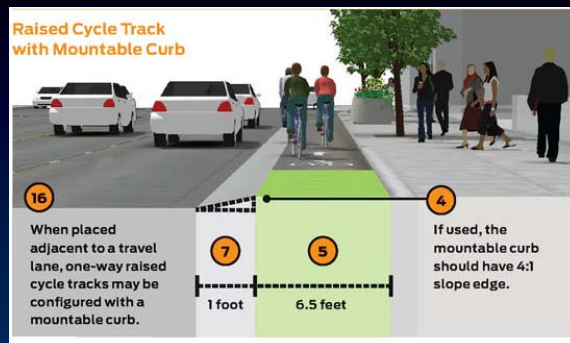 Raised Cycle Track
with Mountable Curb
16
When placed
adjacent to a travel
lane, one-way raised
cycle tracks may be
configured with a
mountable curb.
7
1 foot
5
6.5 feet
4
If used, the
mountable curb
should have 4:1
slope edge.